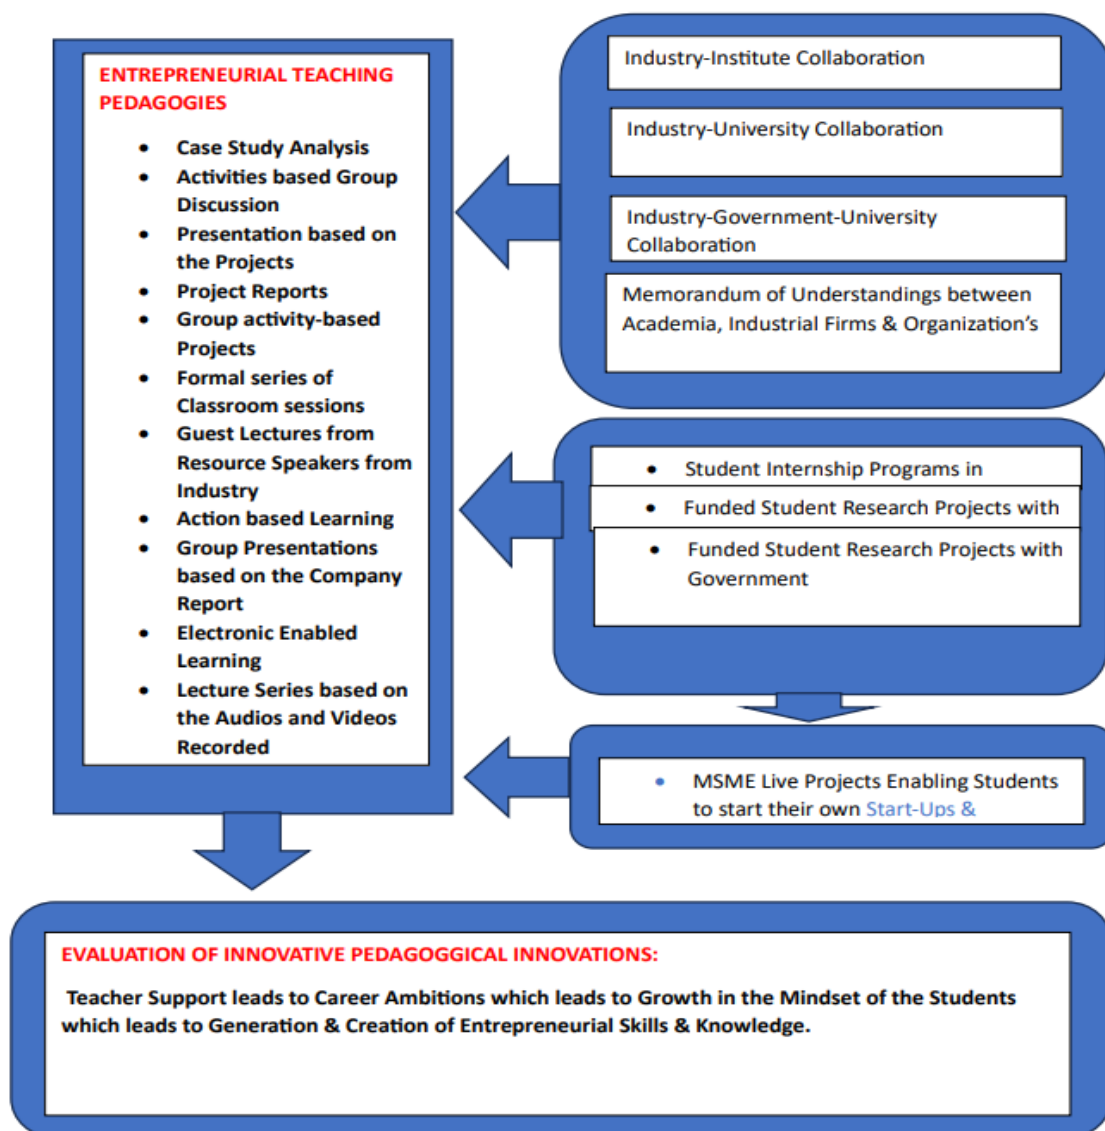 ENTREPRENEURIAL TEACHING
PEDAGOGIES
• Case Study Analysis
• Activities based Group
Discussion
• Presentation based on
the Projects
• Project Reports
• Group activity-based
Projects
• Formal series of
Classroom sessions
• Guest Lectures from
Resource Speakers from
Industry
• Action based Learning
• Group Presentations
based on the Company
Report
• Electronic Enabled
Learning
• Lecture Series based on
the Audios and Videos
Recorded
Industry-Institute Collaboration
Industry-University Collaboration
Industry-Government-University
Collaboration
Memorandum of Understandings between
Academia, Industrial Firms & Organization’s
• Student Internship Programs in
• Funded Student Research Projects with
• Funded Student Research Projects with
Government
• MSME Live Projects Enabling Students
to start their own Start-Ups &
EVALUATION OF INNOVATIVE PEDAGOGGICAL INNOVATIONS:
Teacher Support leads to Career Ambitions which leads to Growth in the Mindset of the Students
which leads to Generation & Creation of Entrepreneurial Skills & Knowledge.